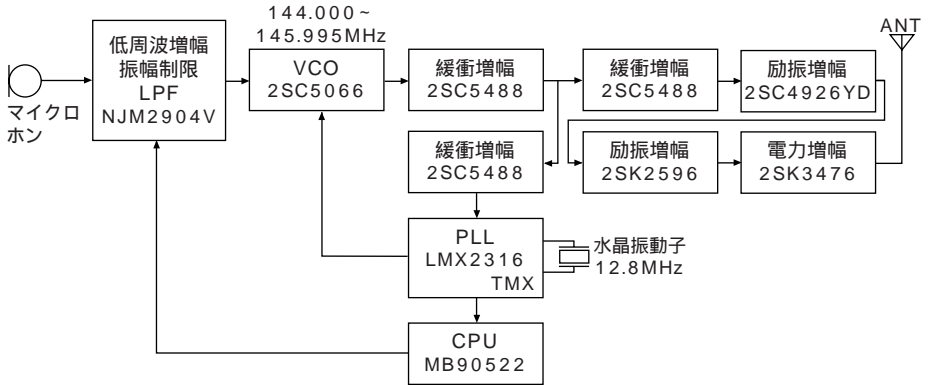 144.000~
145.995MHz
ANT
低周波増幅
振幅制限
LPF
NJM2904V
VCO
2SC5066
緩衝増幅
2SC5488
緩衝増幅
2SC5488
励振増幅
2SC4926YD
マイクロ
ホン
緩衝増幅
2SC5488
励振増幅
2SK2596
電力増幅
2SK3476
PLL
LMX2316
TMX
水晶振動子
12.8MHz
CPU
MB90522